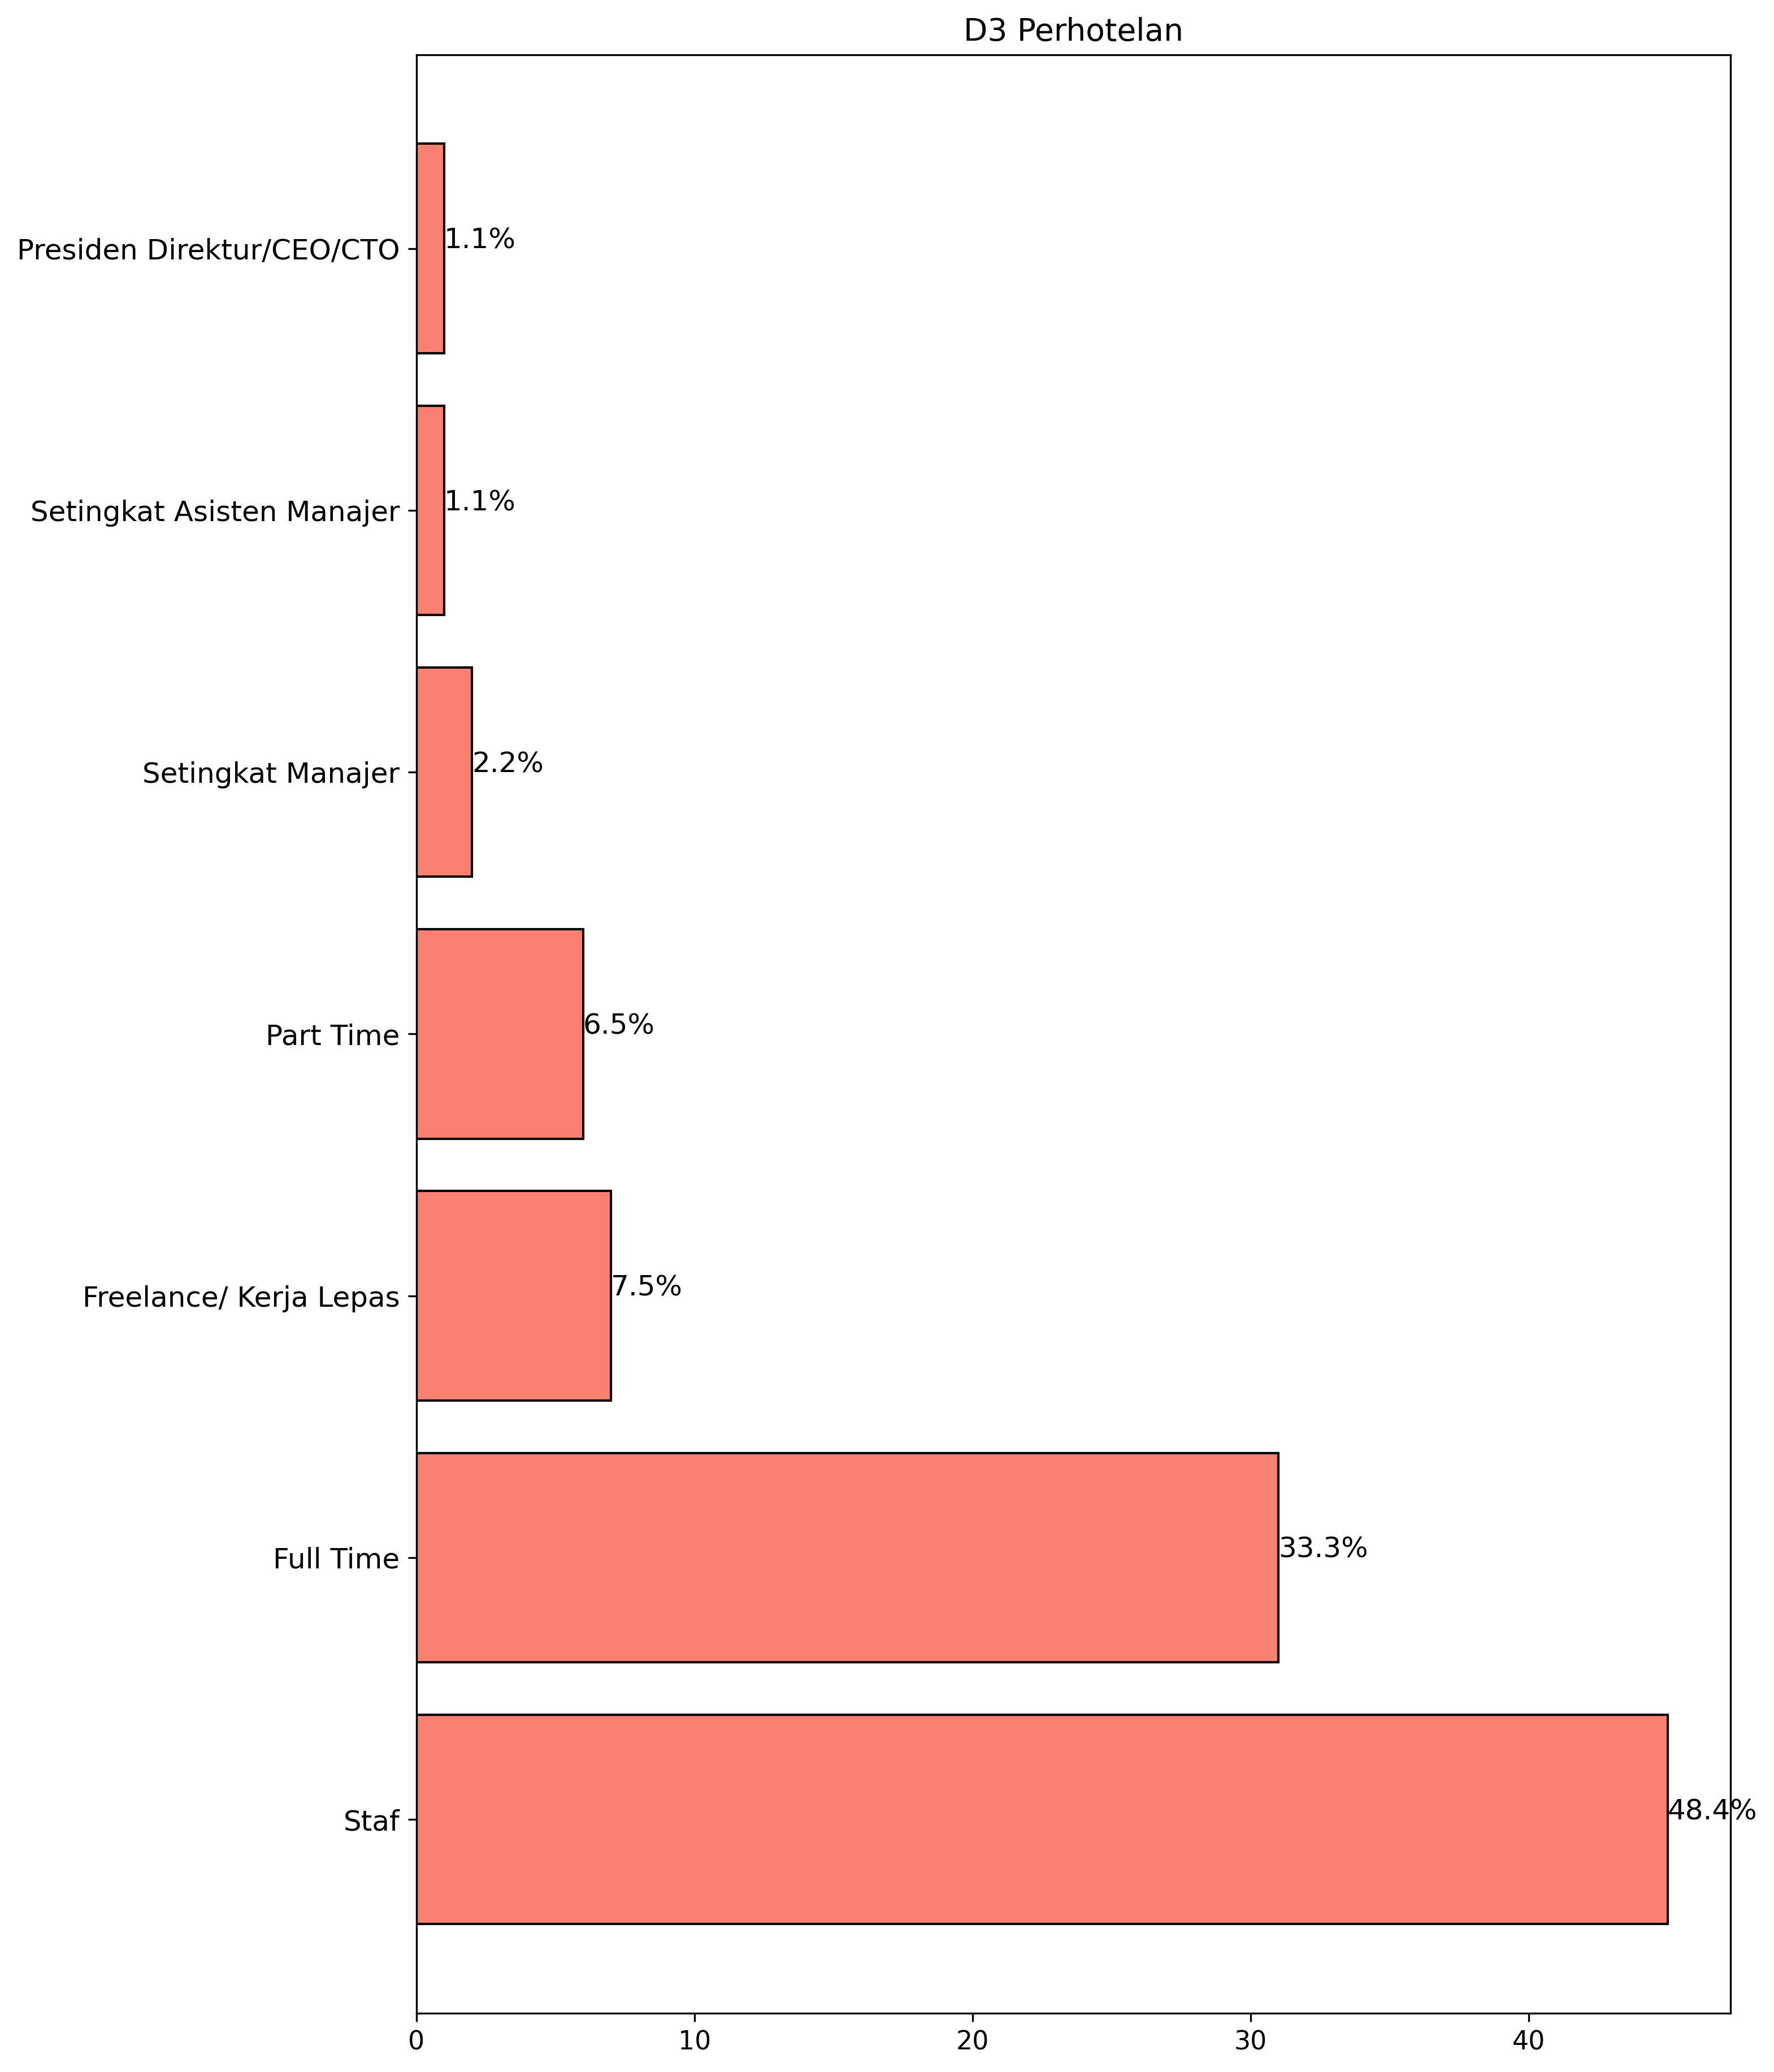 D3 Perhotelan
Presiden Direktur/CEO/CTO
1.1%
Setingkat Asisten Manajer
1.1%
Setingkat Manajer
2.2%
Part Time
6.5%
Freelance/ Kerja Lepas
7.5%
Full Time
33.3%
Staf
48.4%
0 10 20 30 40